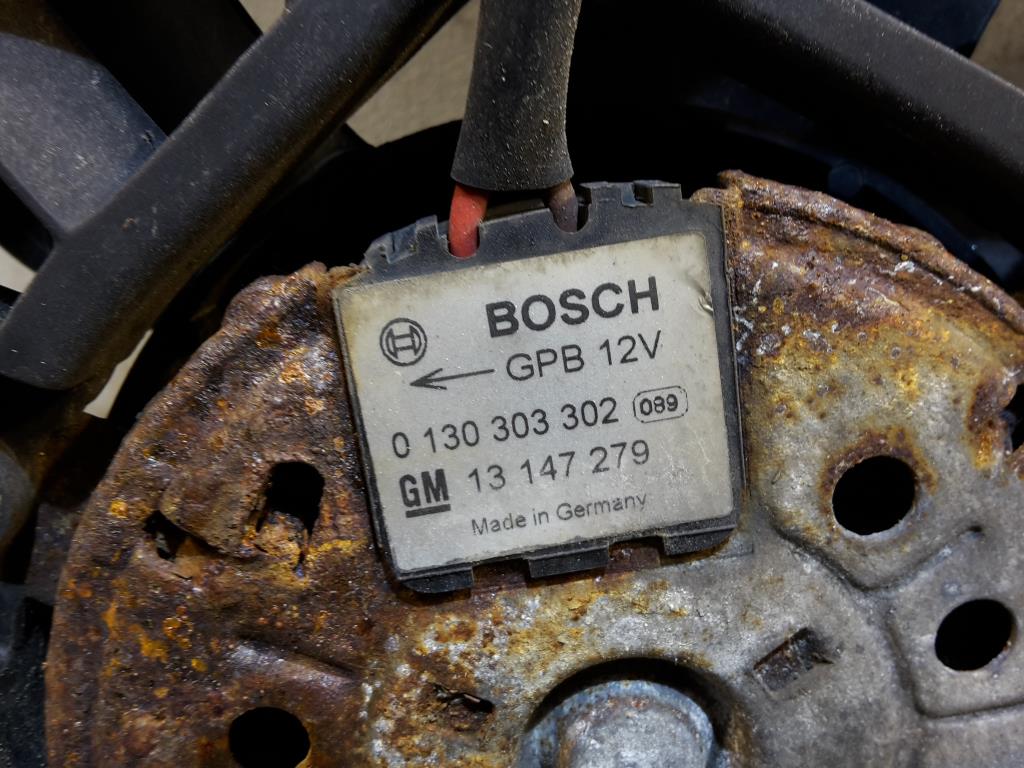 BOSCH
GPB 12V
0 130 303 302 089
GM 13 147 279
Made in Germany